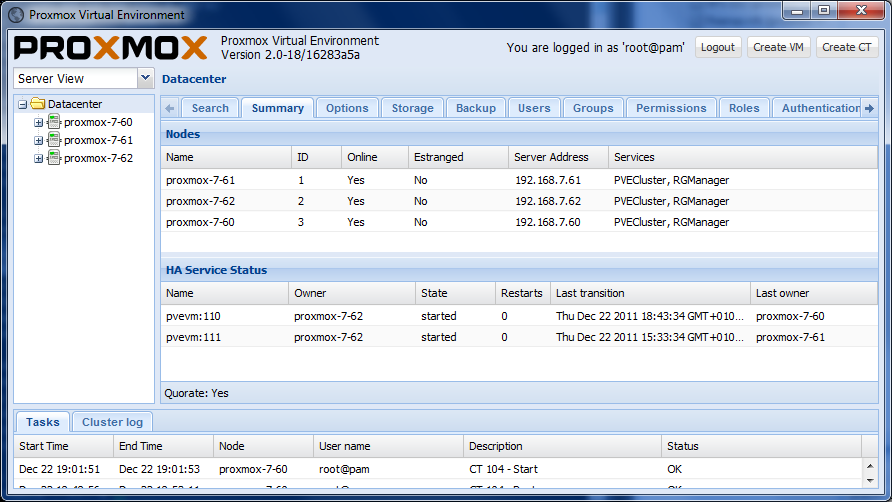 Proxmox Virtual Environment
PROXMOX
Proxmox Virtual Environment
Version 2.0-18/16283a5a
You are logged in as 'root@pam' Logout Create VM Create CT
Server View
Datacenter
proxmox-7-60
proxmox-7-61
proxmox-7-62
Datacenter
Search Summary Options Storage Backup Users Groups Permissions Roles Authentication
Nodes
Name ID Online Estranged Server Address Services
proxmox-7-61 1 Yes No 192.168.7.61 PVECluster, RGManager
proxmox-7-62 2 Yes No 192.168.7.62 PVECluster, RGManager
proxmox-7-60 3 Yes No 192.168.7.60 PVECluster, RGManager
HA Service Status
Name Owner State Restarts Last transition Last owner
pvevm:110 proxmox-7-62 started 0 Thu Dec 22 2011 18:43:34 GMT+010... proxmox-7-60
pvevm:111 proxmox-7-62 started 0 Thu Dec 22 2011 15:33:34 GMT+010... proxmox-7-61
Quorate: Yes
Tasks Cluster log
Start Time End Time Node User name Description Status
Dec 22 19:01:51 Dec 22 19:01:53 proxmox-7-60 root@pam CT 104 - Start OK